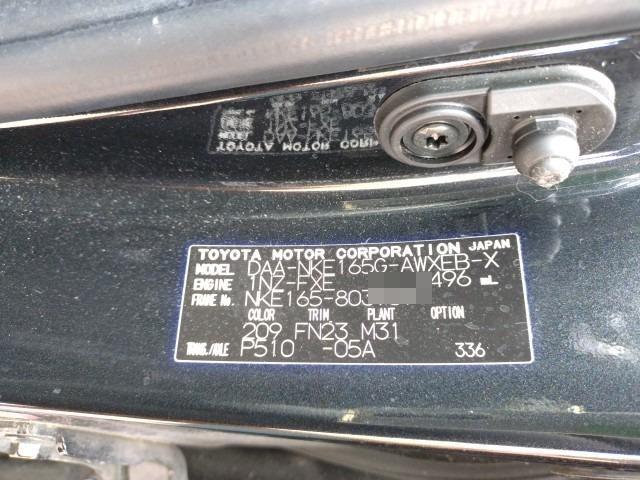 TOYOTA MOTOR CORPORATION JAPAN
MODEL DAA-NKE165G-AWXEB-X
ENGINE 1NZ-FXE 496 mL
FRAME No. NKE165-803
COLOR TRIM PLANT OPTION
209 FN23 M31
TRANS./AXLE P510 -05A 336